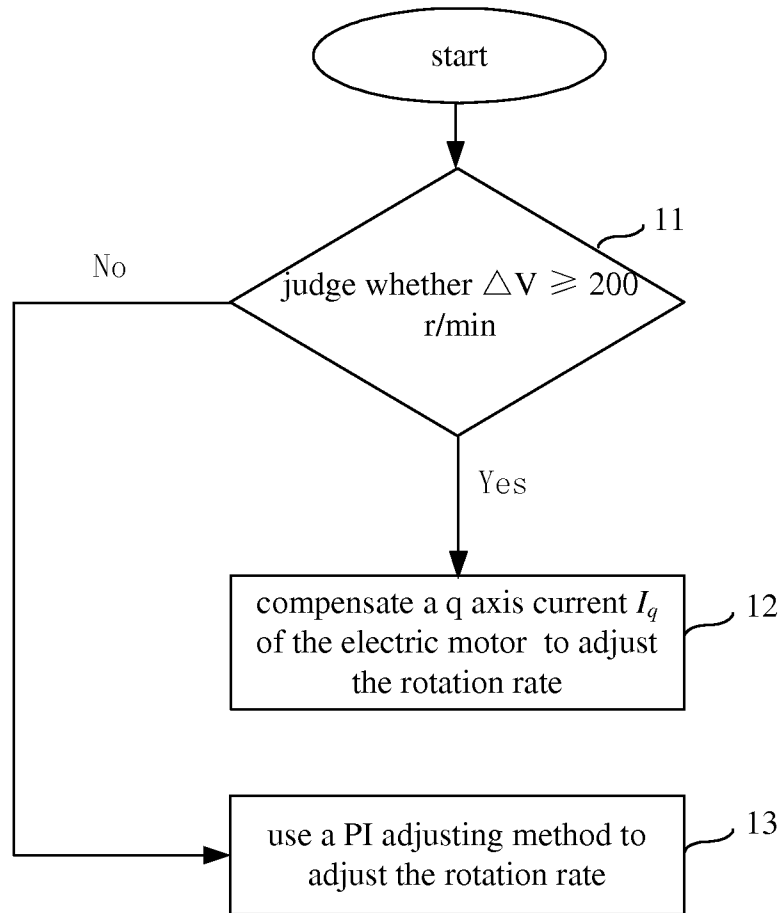 start
11
No
judge whether △V ≥ 200
r/min
Yes
compensate a q axis current I_q
of the electric motor to adjust
the rotation rate
12
use a PI adjusting method to
adjust the rotation rate
13